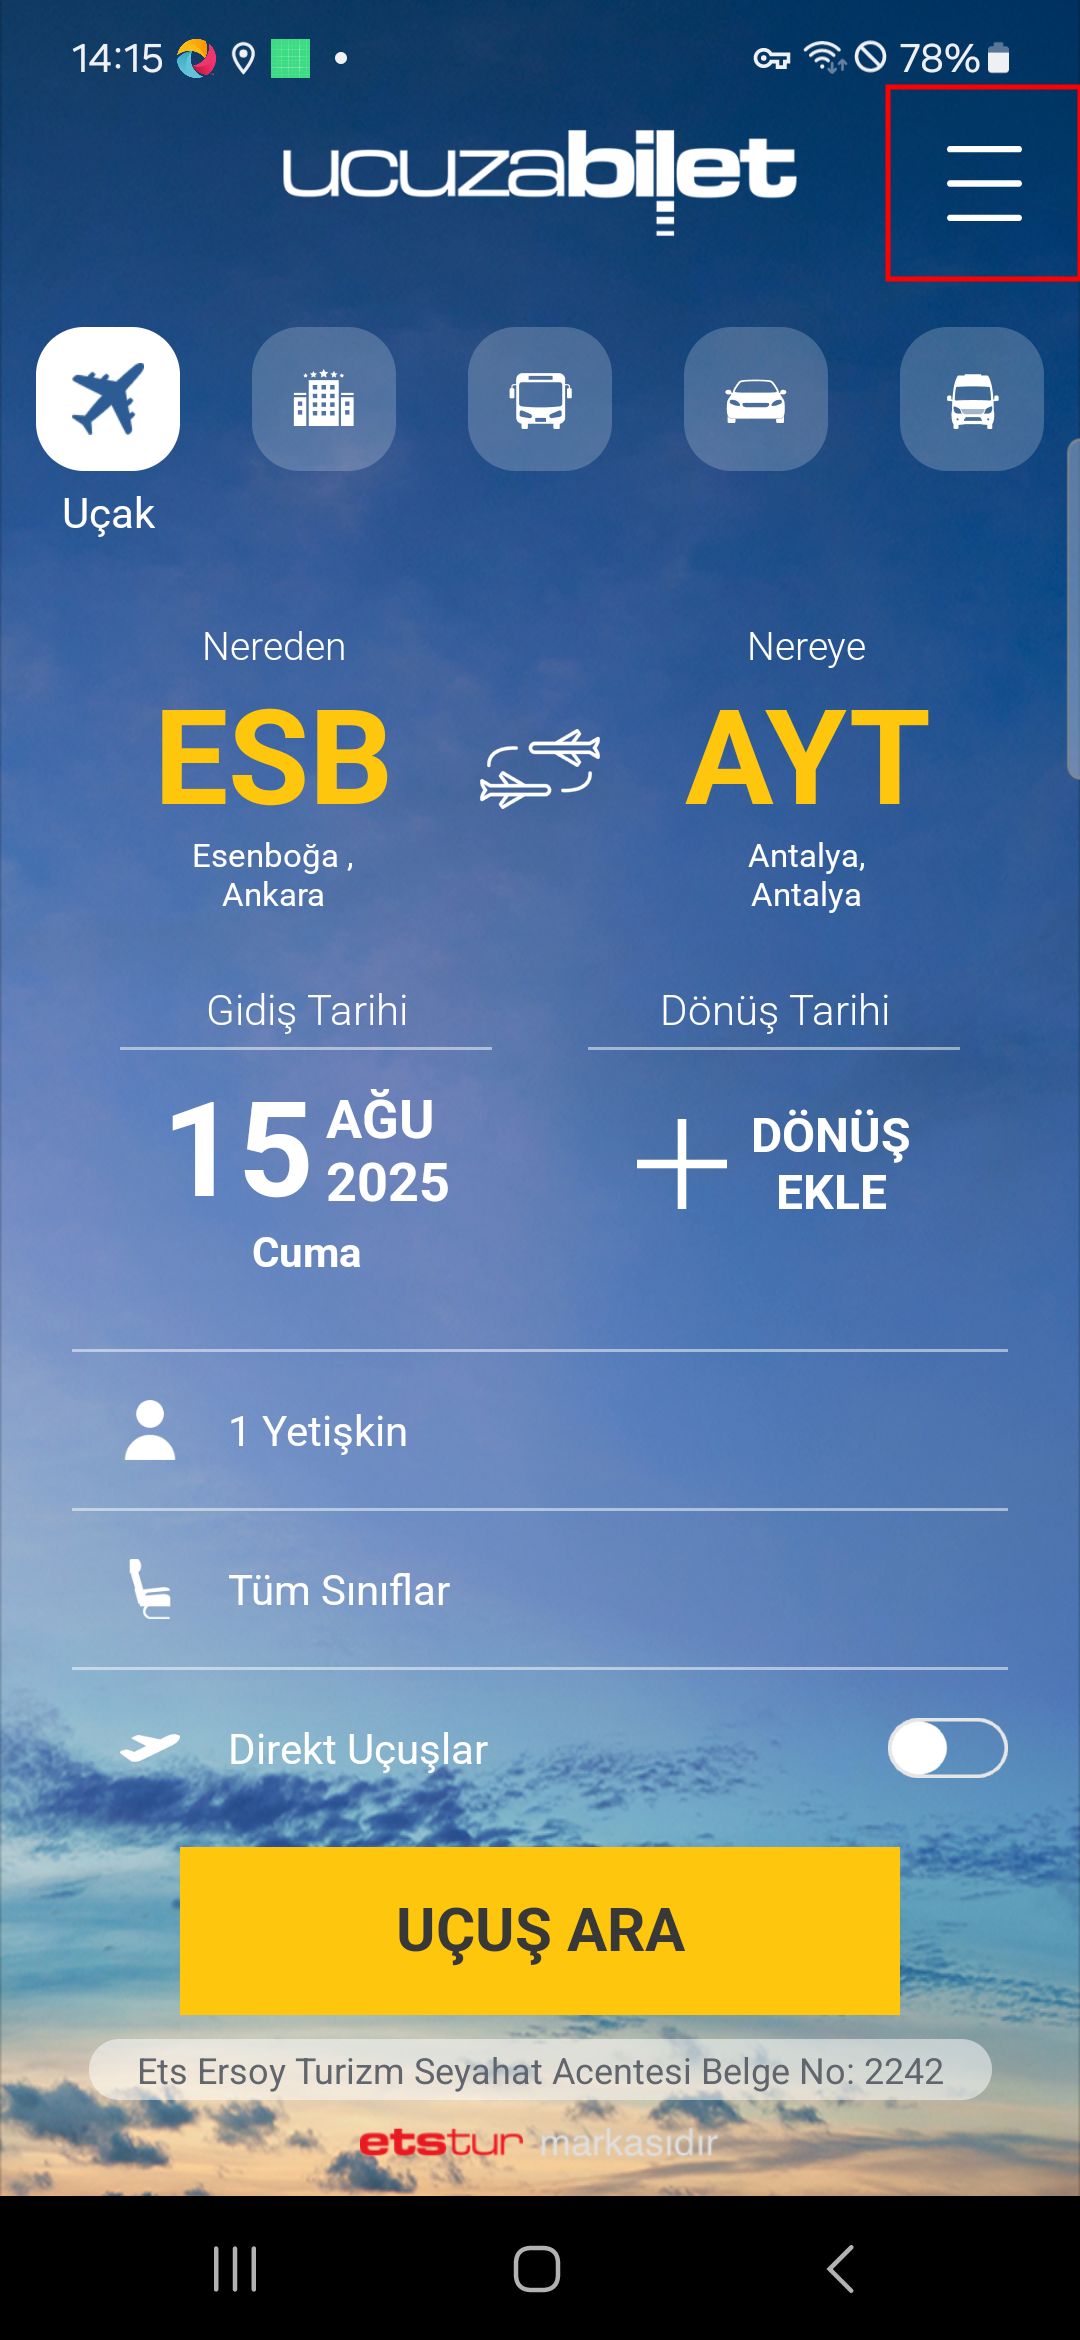 14:15
78%
ucuzabilet
Uçak
Nereden
Nereye
ESB
AYT
Esenboğa ,
Ankara
Antalya,
Antalya
Gidiş Tarihi
Dönüş Tarihi
15
AĞU
2025
Cuma
DÖNÜŞ
EKLE
1 Yetişkin
Tüm Sınıflar
Direkt Uçuşlar
UÇUŞ ARA
Ets Ersoy Turizm Seyahat Acentesi Belge No: 2242
etstur markasıdır